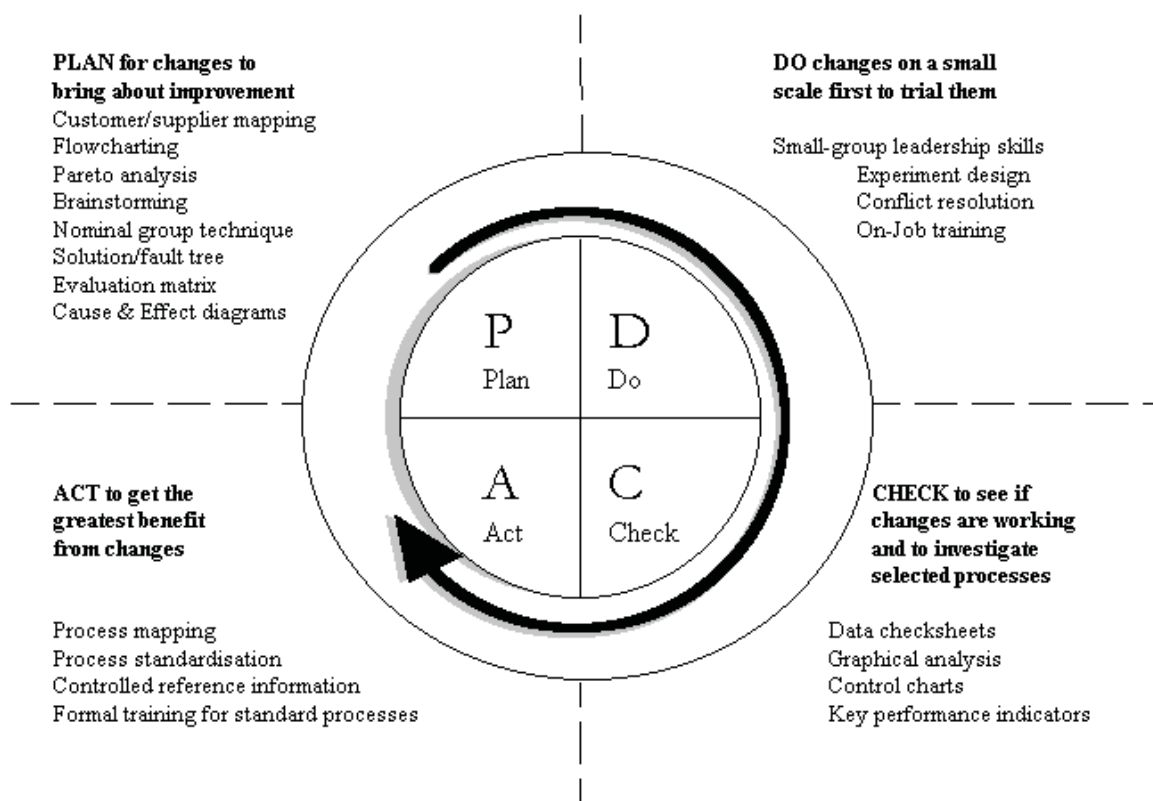 PLAN for changes to
bring about improvement
Customer/supplier mapping
Flowcharting
Pareto analysis
Brainstorming
Nominal group technique
Solution/fault tree
Evaluation matrix
Cause & Effect diagrams
DO changes on a small
scale first to trial them
Small-group leadership skills
Experiment design
Conflict resolution
On-Job training
P
Plan
D
Do
A
Act
C
Check
ACT to get the
greatest benefit
from changes
Process mapping
Process standardisation
Controlled reference information
Formal training for standard processes
CHECK to see if
changes are working
and to investigate
selected processes
Data checksheets
Graphical analysis
Control charts
Key performance indicators